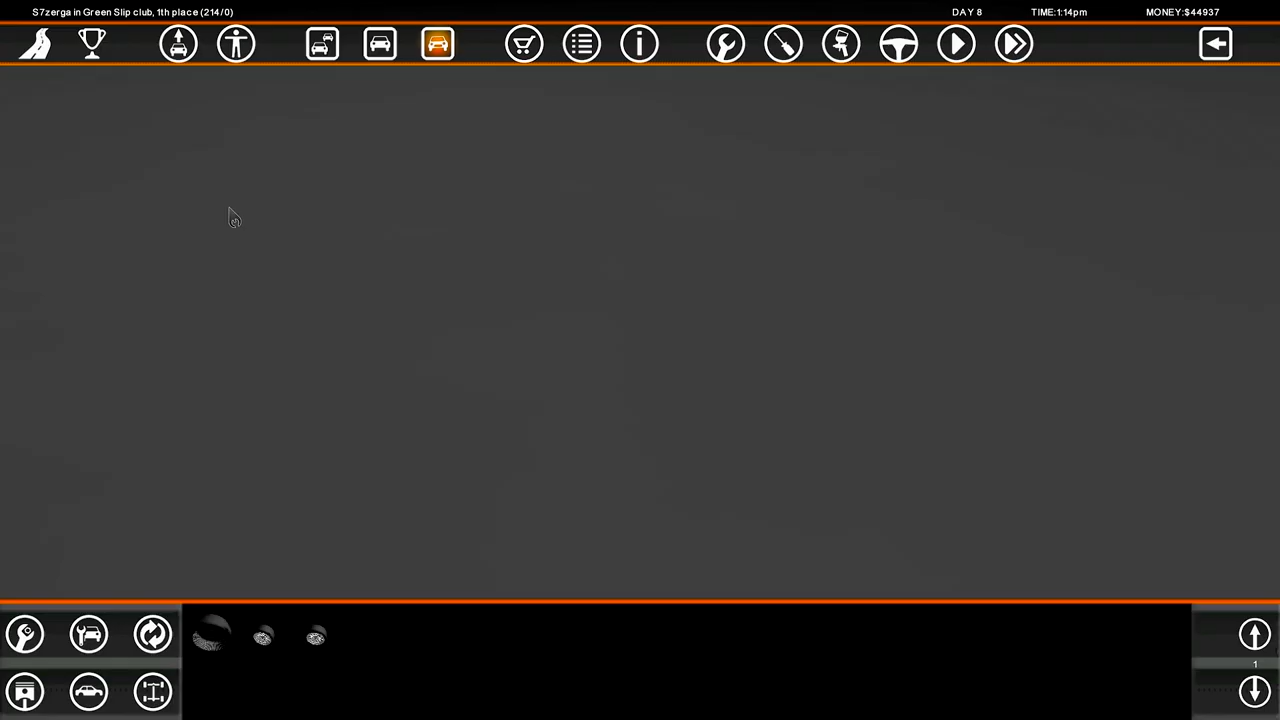 S7zerga in Green Slip club, 1th place (214/0)
DAY 8
TIME:1:14pm
MONEY:$44937
1